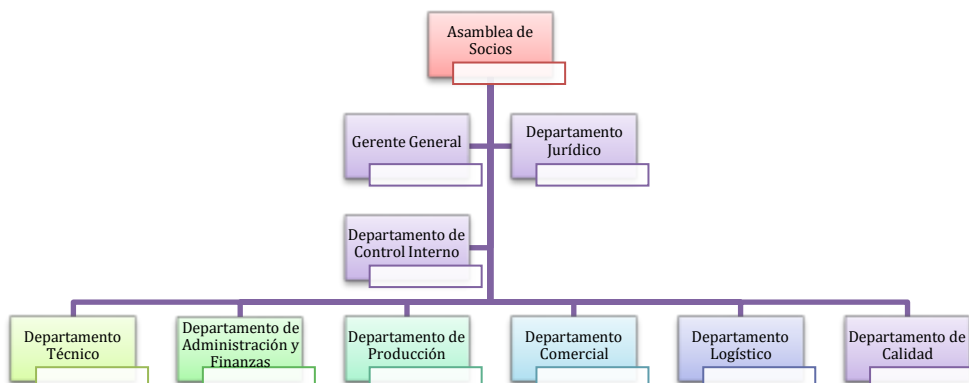 Asamblea de
Socios
Gerente General
Departamento
Jurídico
Departamento de
Control Interno
Departamento
Técnico
Departamento de
Administración y
Finanzas
Departamento de
Producción
Departamento
Comercial
Departamento
Logístico
Departamento de
Calidad